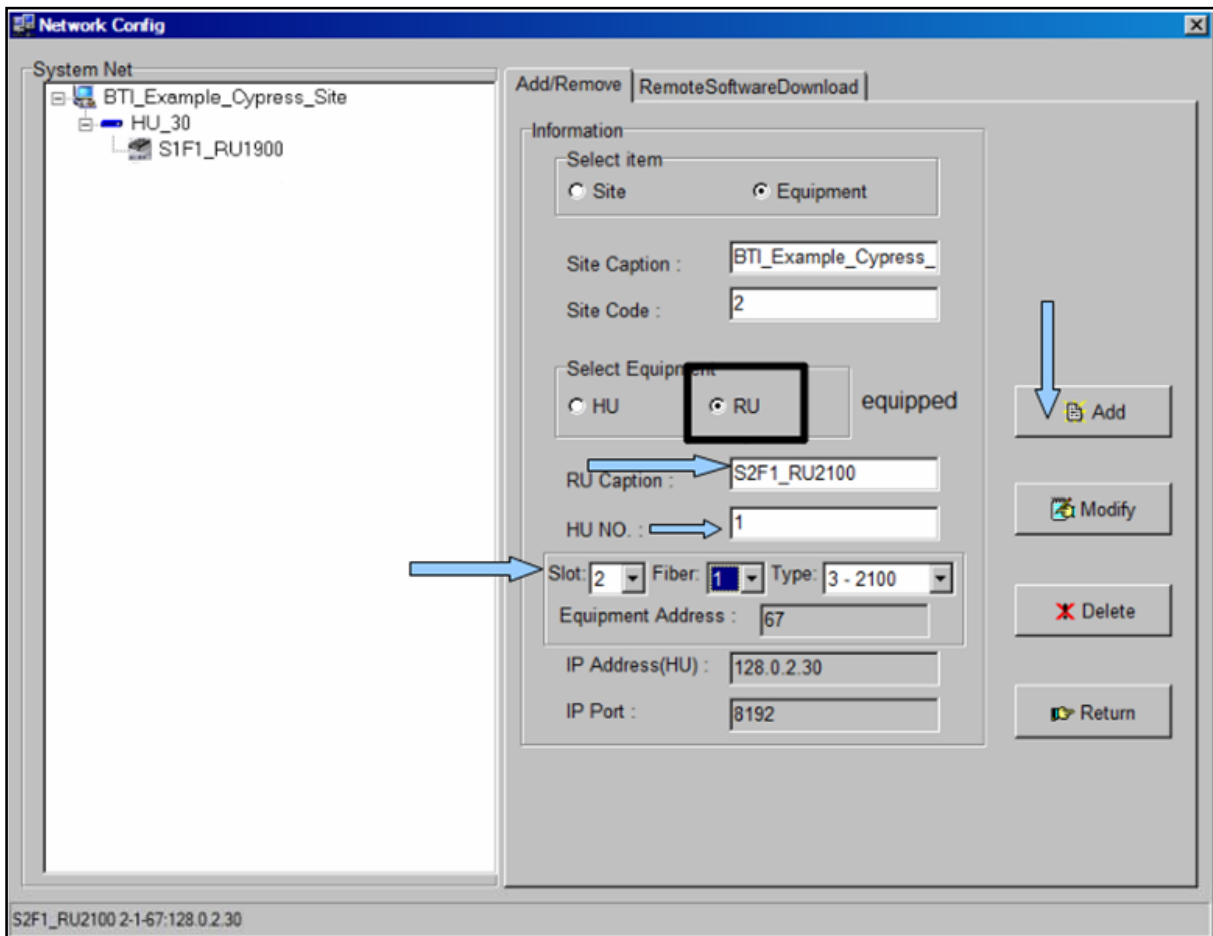 Network Config
System Net
BTI_Example_Cypress_Site
HU_30
S1F1_RU1900
Add/Remove
RemoteSoftwareDownload
Information
Select item
Site
Equipment
Site Caption :
BTI_Example_Cypress_
Site Code :
2
Select Equipment
HU
RU
equipped
RU Caption :
S2F1_RU2100
HU NO. :
1
Slot: 2 Fiber: 1 Type: 3 - 2100
Equipment Address : 67
IP Address(HU) : 128.0.2.30
IP Port : 8192
Add
Modify
Delete
Return
S2F1_RU2100 2-1-67:128.0.2.30